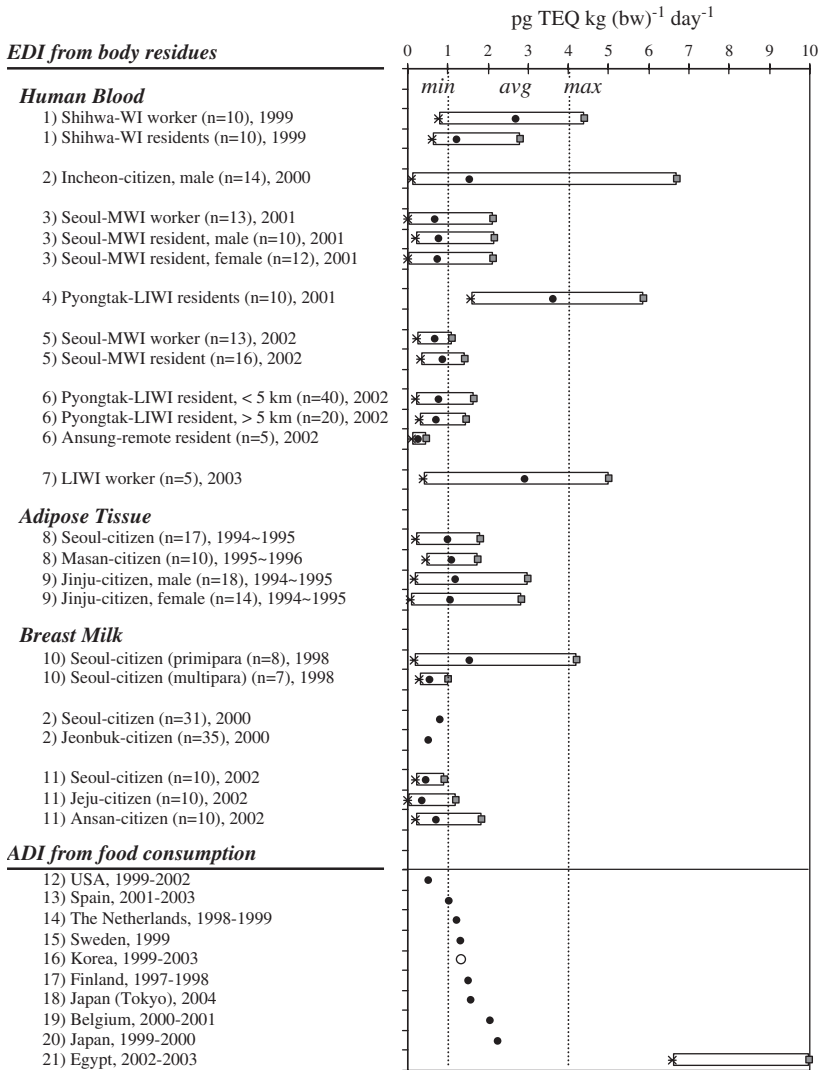 pg TEQ kg (bw)-1 day-1
EDI from body residues
0 1 2 3 4 5 6 7 8 9 10
min avg max
Human Blood
1) Shihwa-WI worker (n=10), 1999
1) Shihwa-WI residents (n=10), 1999
2) Incheon-citizen, male (n=14), 2000
3) Seoul-MWI worker (n=13), 2001
3) Seoul-MWI resident, male (n=10), 2001
3) Seoul-MWI resident, female (n=12), 2001
4) Pyongtak-LIWI residents (n=10), 2001
5) Seoul-MWI worker (n=13), 2002
5) Seoul-MWI resident (n=16), 2002
6) Pyongtak-LIWI resident, < 5 km (n=40), 2002
6) Pyongtak-LIWI resident, > 5 km (n=20), 2002
6) Ansung-remote resident (n=5), 2002
7) LIWI worker (n=5), 2003
Adipose Tissue
8) Seoul-citizen (n=17), 1994~1995
8) Masan-citizen (n=10), 1995~1996
9) Jinju-citizen, male (n=18), 1994~1995
9) Jinju-citizen, female (n=14), 1994~1995
Breast Milk
10) Seoul-citizen (primipara (n=8), 1998
10) Seoul-citizen (multipara) (n=7), 1998
2) Seoul-citizen (n=31), 2000
2) Jeonbuk-citizen (n=35), 2000
11) Seoul-citizen (n=10), 2002
11) Jeju-citizen (n=10), 2002
11) Ansan-citizen (n=10), 2002
ADI from food consumption
12) USA, 1999-2002
13) Spain, 2001-2003
14) The Netherlands, 1998-1999
15) Sweden, 1999
16) Korea, 1999-2003
17) Finland, 1997-1998
18) Japan (Tokyo), 2004
19) Belgium, 2000-2001
20) Japan, 1999-2000
21) Egypt, 2002-2003